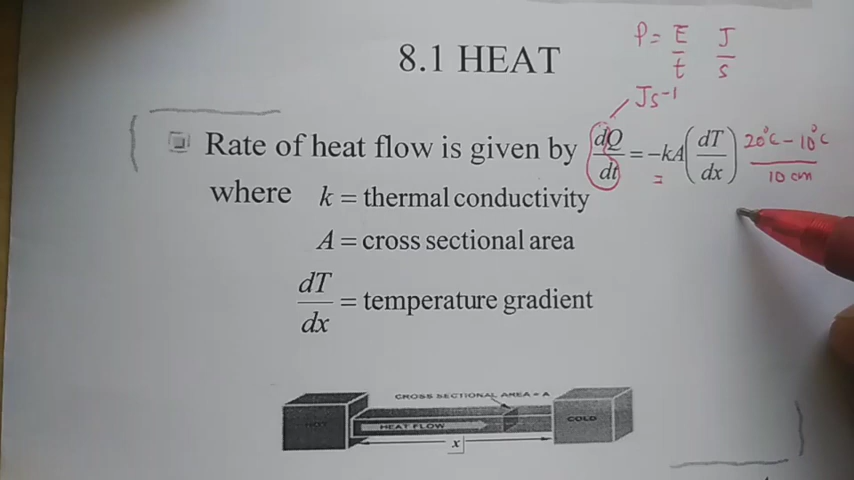 8.1 HEAT
P = E/t J/s
Js⁻¹
Rate of heat flow is given by dQ/dt = -kA(dT/dx) 20°C - 10°C / 10 cm
where k = thermal conductivity
A = cross sectional area
dT/dx = temperature gradient
CROSS SECTIONAL AREA = A
HOT
HEAT FLOW
COLD
x